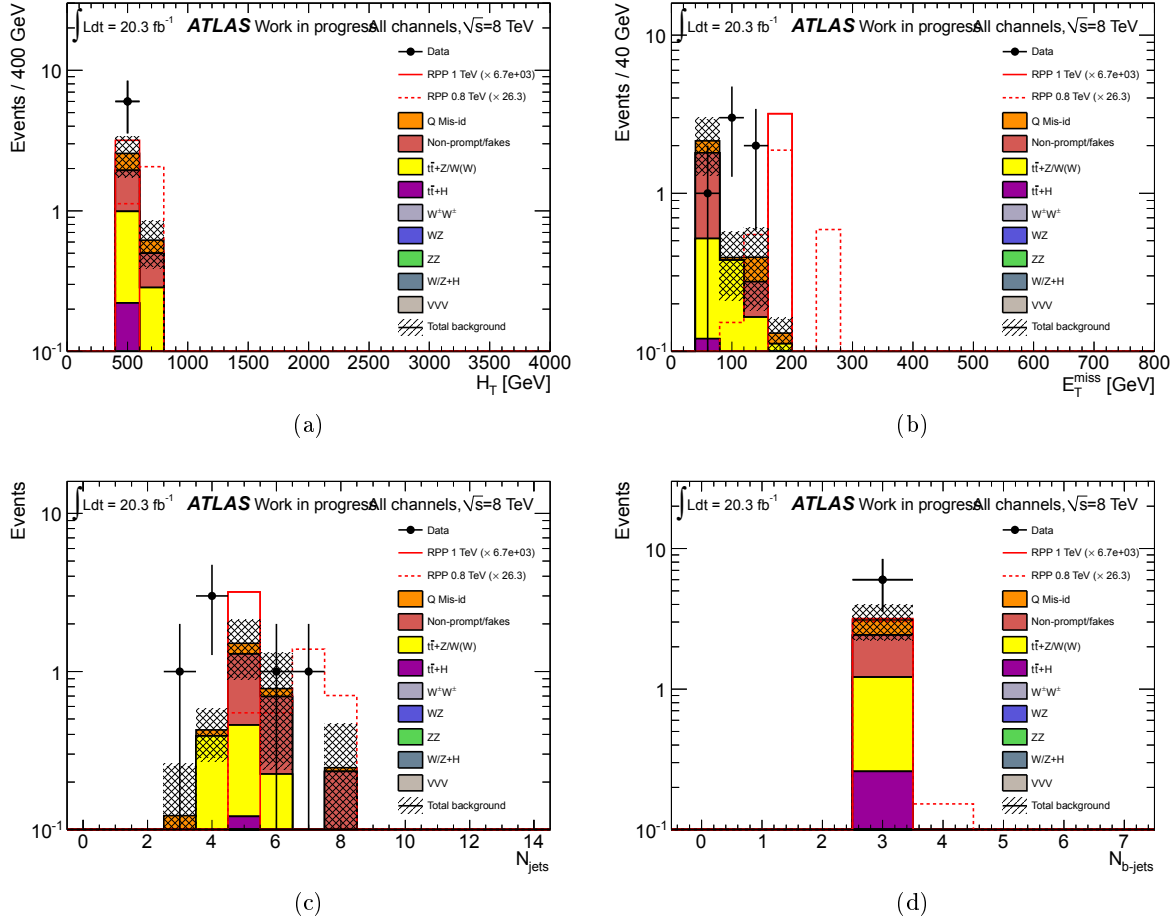 ∫ Ldt = 20.3 fb⁻¹ ATLAS Work in progress All channels, √s=8 TeV
Events / 400 GeV
Data
RPP 1 TeV (× 6.7e+03)
RPP 0.8 TeV (× 26.3)
Q Mis-id
Non-prompt/fakes
tt̄+Z/W(W)
tt̄+H
W±W±
WZ
ZZ
W/Z+H
VVV
Total background
10
1
10⁻¹
0 500 1000 1500 2000 2500 3000 3500 4000
H_T [GeV]
(a)
∫ Ldt = 20.3 fb⁻¹ ATLAS Work in progress All channels, √s=8 TeV
Events / 40 GeV
Data
RPP 1 TeV (× 6.7e+03)
RPP 0.8 TeV (× 26.3)
Q Mis-id
Non-prompt/fakes
tt̄+Z/W(W)
tt̄+H
W±W±
WZ
ZZ
W/Z+H
VVV
Total background
10
1
10⁻¹
0 100 200 300 400 500 600 700 800
E_T^miss [GeV]
(b)
∫ Ldt = 20.3 fb⁻¹ ATLAS Work in progress All channels, √s=8 TeV
Events
Data
RPP 1 TeV (× 6.7e+03)
RPP 0.8 TeV (× 26.3)
Q Mis-id
Non-prompt/fakes
tt̄+Z/W(W)
tt̄+H
W±W±
WZ
ZZ
W/Z+H
VVV
Total background
10
1
10⁻¹
0 2 4 6 8 10 12 14
N_jets
(c)
∫ Ldt = 20.3 fb⁻¹ ATLAS Work in progress All channels, √s=8 TeV
Events
Data
RPP 1 TeV (× 6.7e+03)
RPP 0.8 TeV (× 26.3)
Q Mis-id
Non-prompt/fakes
tt̄+Z/W(W)
tt̄+H
W±W±
WZ
ZZ
W/Z+H
VVV
Total background
10
1
10⁻¹
0 1 2 3 4 5 6 7
N_b-jets
(d)